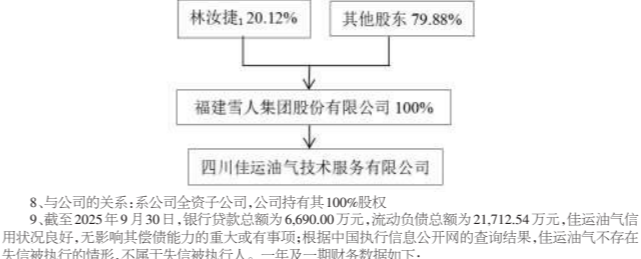 林汝捷1 20.12%
其他股东 79.88%
福建雪人集团股份有限公司 100%
四川佳运油气技术服务有限公司
8、与公司的关系:系公司全资子公司,公司持有其100%股权
9、截至2025年9月30日,银行贷款总额为6,690.00万元,流动负债总额为21,712.54万元,佳运油气信
用状况良好,无影响其偿债能力的重大或有事项;根据中国执行信息公开网的查询结果,佳运油气不存在
失信被执行的情形,不属于失信被执行人。一年及一期财务数据如下: